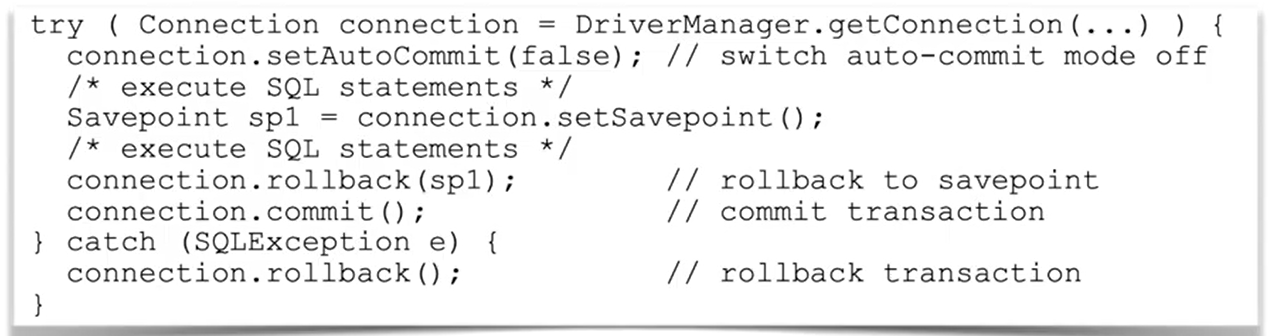 try ( Connection connection = DriverManager.getConnection(...) ) {
  connection.setAutoCommit(false); // switch auto-commit mode off
  /* execute SQL statements */
  Savepoint sp1 = connection.setSavepoint();
  /* execute SQL statements */
  connection.rollback(sp1);        // rollback to savepoint
  connection.commit();             // commit transaction
} catch (SQLException e) {
  connection.rollback();           // rollback transaction
}